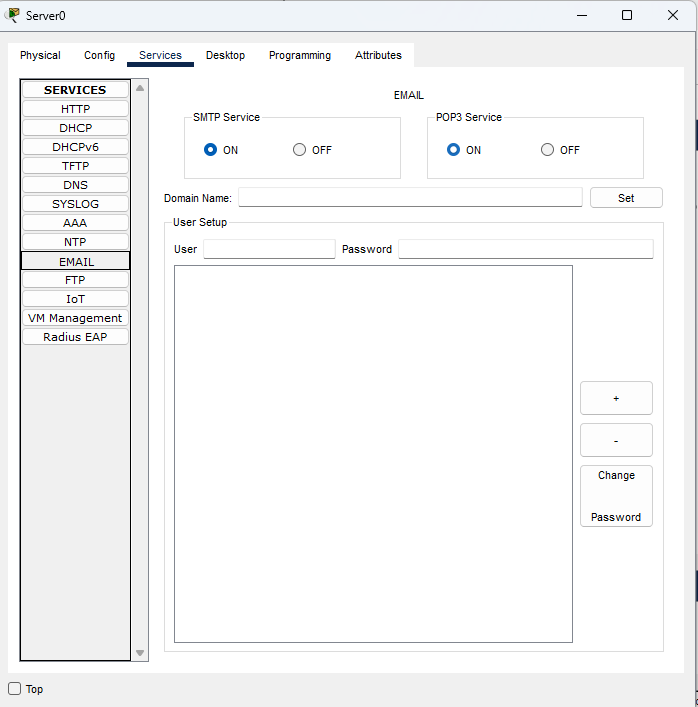 Server0
Physical Config Services Desktop Programming Attributes
SERVICES
HTTP
DHCP
DHCPv6
TFTP
DNS
SYSLOG
AAA
NTP
EMAIL
FTP
IoT
VM Management
Radius EAP
EMAIL
SMTP Service
ON OFF
POP3 Service
ON OFF
Domain Name: Set
User Setup
User Password
+
-
Change
Password
Top